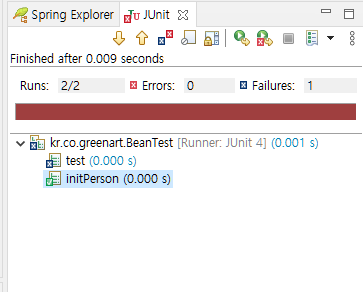 Spring Explorer JUnit
Finished after 0.009 seconds
Runs: 2/2 Errors: 0 Failures: 1
kr.co.greenart.BeanTest [Runner: JUnit 4] (0.001 s)
test (0.000 s)
initPerson (0.000 s)